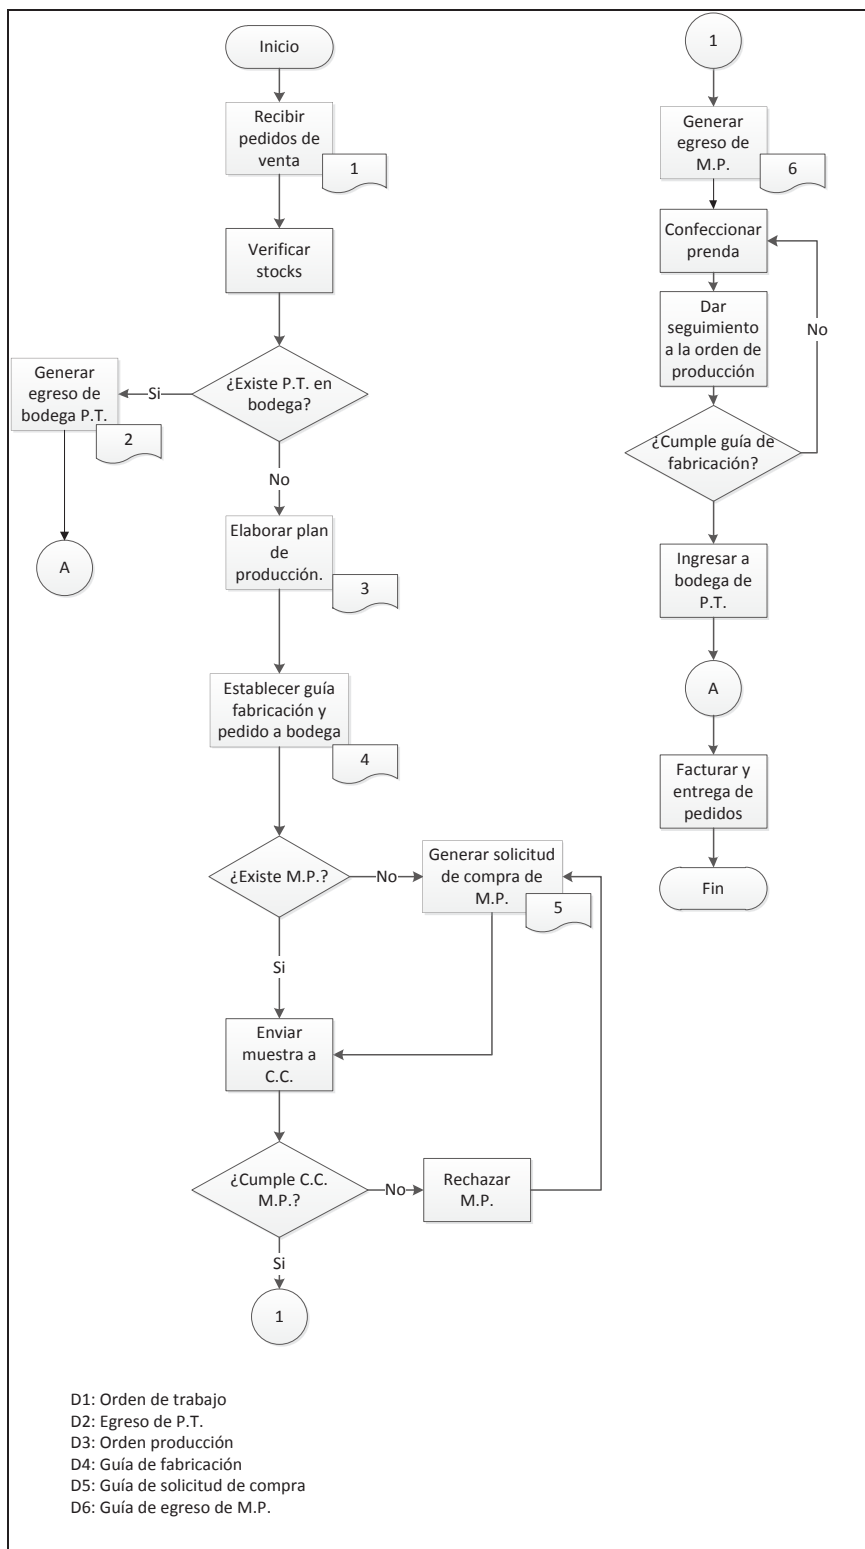 Inicio
Recibir
pedidos de
venta
1
Verificar
stocks
¿Existe P.T. en
bodega?
Si
Generar
egreso de
bodega P.T.
2
A
No
Elaborar plan
de
producción.
3
Establecer guía
fabricación y
pedido a bodega
4
¿Existe M.P.?
No
Generar solicitud
de compra de
M.P.
5
Si
Enviar
muestra a
C.C.
¿Cumple C.C.
M.P.?
No
Rechazar
M.P.
Si
1
1
Generar
egreso de
M.P.
6
Confeccionar
prenda
Dar
seguimiento
a la orden de
producción
No
¿Cumple guía de
fabricación?
Ingresar a
bodega de
P.T.
A
Facturar y
entrega de
pedidos
Fin
D1: Orden de trabajo
D2: Egreso de P.T.
D3: Orden producción
D4: Guía de fabricación
D5: Guía de solicitud de compra
D6: Guía de egreso de M.P.